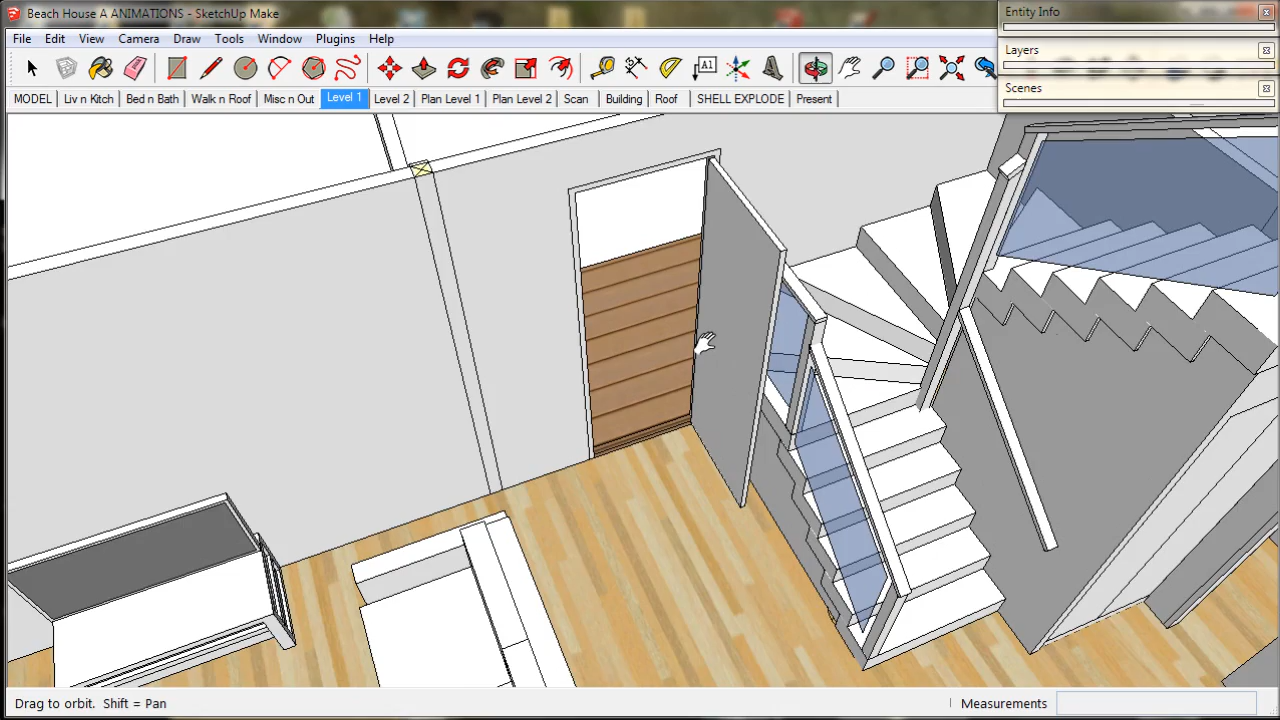 Beach House A ANIMATIONS - SketchUp Make
Entity Info
File Edit View Camera Draw Tools Window Plugins Help
Layers
A1
Scenes
MODEL Liv n Kitch Bed n Bath Walk n Roof Misc n Out Level 1 Level 2 Plan Level 1 Plan Level 2 Scan Building Roof SHELL EXPLODE Present
Drag to orbit. Shift = Pan
Measurements